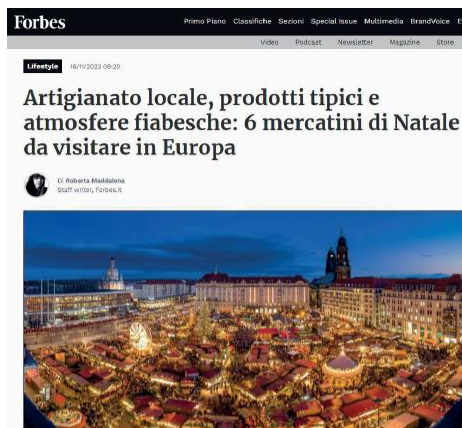 Forbes
Primo Piano Classifiche Sezioni Special Issue Multimedia BrandVoice E
Video Podcast Newsletter Magazine Store
Lifestyle 16/11/2023 09:20
Artigianato locale, prodotti tipici e
atmosfere fiabesche: 6 mercatini di Natale
da visitare in Europa
Di Roberta Maddalena
Staff writer, Forbes.it